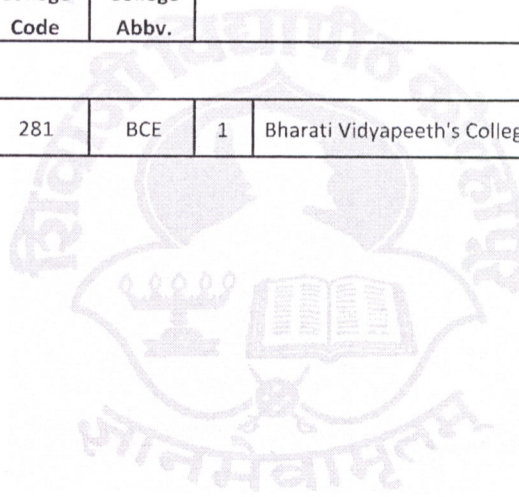 Code Abbv.
281 BCE 1 Bharati Vidyapeeth's Colleg
शिवाजी विद्यापीठ कोल्हापूर
ज्ञानमेवामृतम्